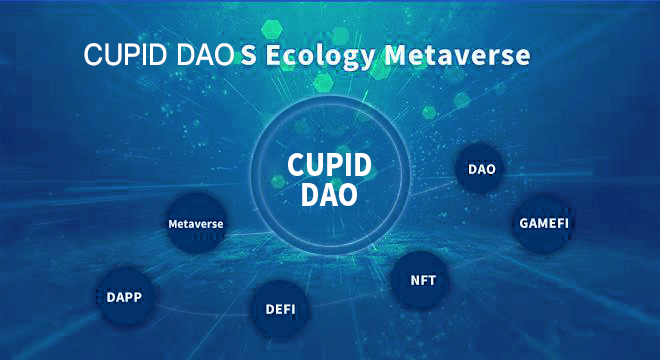 CUPID DAO S Ecology Metaverse
CUPID
DAO
DAO
Metaverse
GAMEFI
NFT
DAPP
DEFI